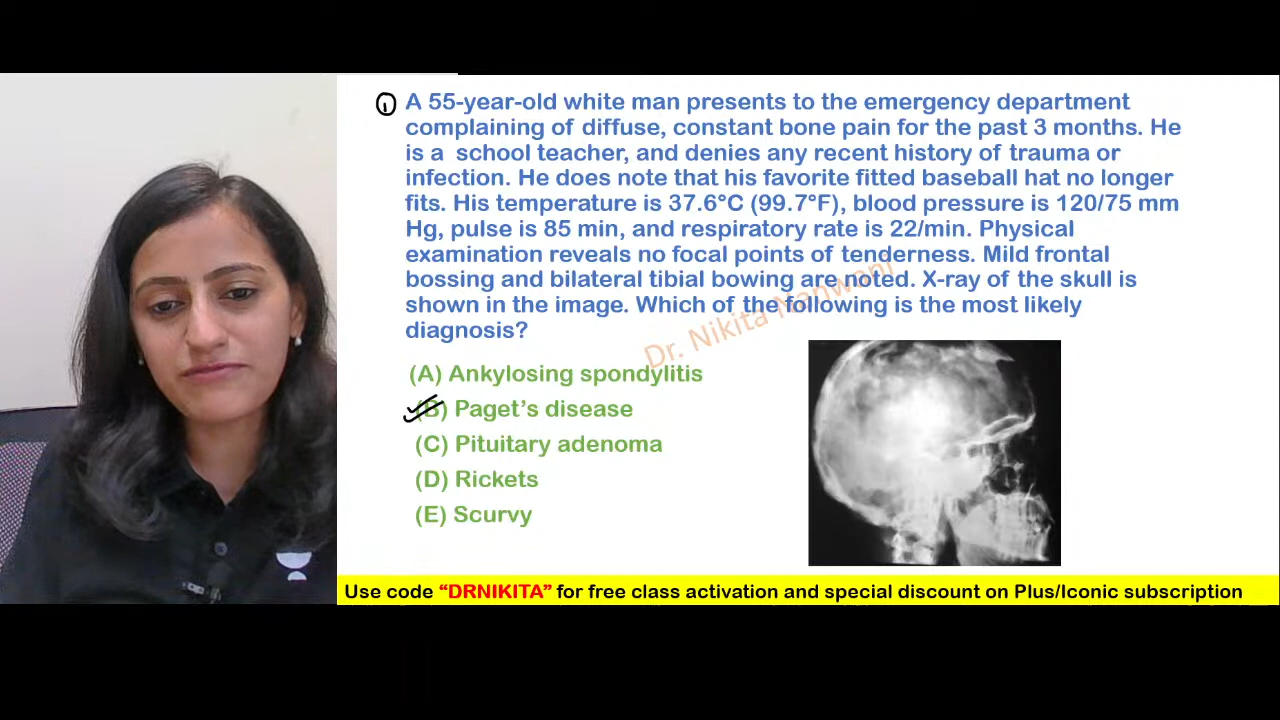 ① A 55-year-old white man presents to the emergency department
complaining of diffuse, constant bone pain for the past 3 months. He
is a school teacher, and denies any recent history of trauma or
infection. He does note that his favorite fitted baseball hat no longer
fits. His temperature is 37.6°C (99.7°F), blood pressure is 120/75 mm
Hg, pulse is 85 min, and respiratory rate is 22/min. Physical
examination reveals no focal points of tenderness. Mild frontal
bossing and bilateral tibial bowing are noted. X-ray of the skull is
shown in the image. Which of the following is the most likely
diagnosis?
Dr. Nikita Nanwani
(A) Ankylosing spondylitis
(B) Paget's disease
(C) Pituitary adenoma
(D) Rickets
(E) Scurvy
Use code “DRNIKITA” for free class activation and special discount on Plus/Iconic subscription